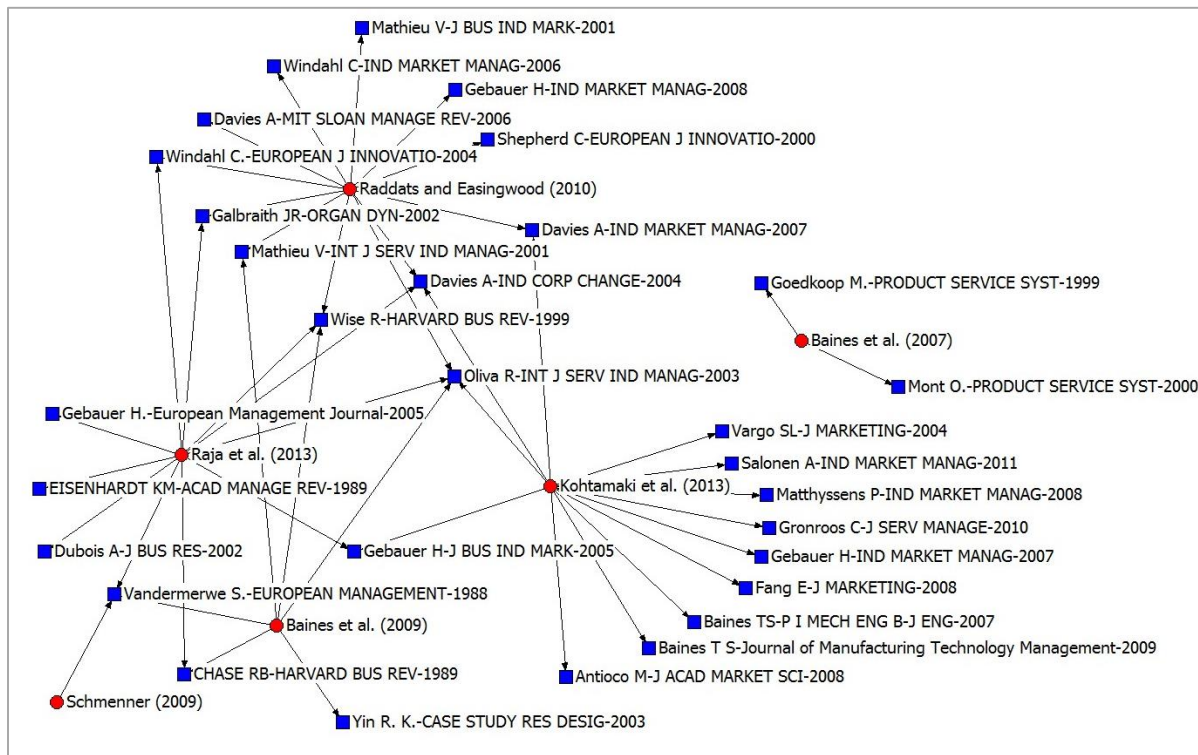 Mathieu V-J BUS IND MARK-2001
Windahl C-IND MARKET MANAG-2006
Gebauer H-IND MARKET MANAG-2008
Davies A-MIT SLOAN MANAGE REV-2006
Shepherd C-EUROPEAN J INNOVATIO-2000
Windahl C.-EUROPEAN J INNOVATIO-2004
Raddats and Easingwood (2010)
Galbraith JR-ORGAN DYN-2002
Davies A-IND MARKET MANAG-2007
Mathieu V-INT J SERV IND MANAG-2001
Davies A-IND CORP CHANGE-2004
Goedkoop M.-PRODUCT SERVICE SYST-1999
Wise R-HARVARD BUS REV-1999
Baines et al. (2007)
Oliva R-INT J SERV IND MANAG-2003
Mont O.-PRODUCT SERVICE SYST-2000
Gebauer H.-European Management Journal-2005
Vargo SL-J MARKETING-2004
Raja et al. (2013)
Salonen A-IND MARKET MANAG-2011
EISENHARDT KM-ACAD MANAGE REV-1989
Kohtamaki et al. (2013)
Matthyssens P-IND MARKET MANAG-2008
Gronroos C-J SERV MANAGE-2010
Dubois A-J BUS RES-2002
Gebauer H-J BUS IND MARK-2005
Gebauer H-IND MARKET MANAG-2007
Fang E-J MARKETING-2008
Vandermerwe S.-EUROPEAN MANAGEMENT-1988
Baines et al. (2009)
Baines TS-P I MECH ENG B-J ENG-2007
Baines T S-Journal of Manufacturing Technology Management-2009
CHASE RB-HARVARD BUS REV-1989
Antioco M-J ACAD MARKET SCI-2008
Schmenner (2009)
Yin R. K.-CASE STUDY RES DESIG-2003